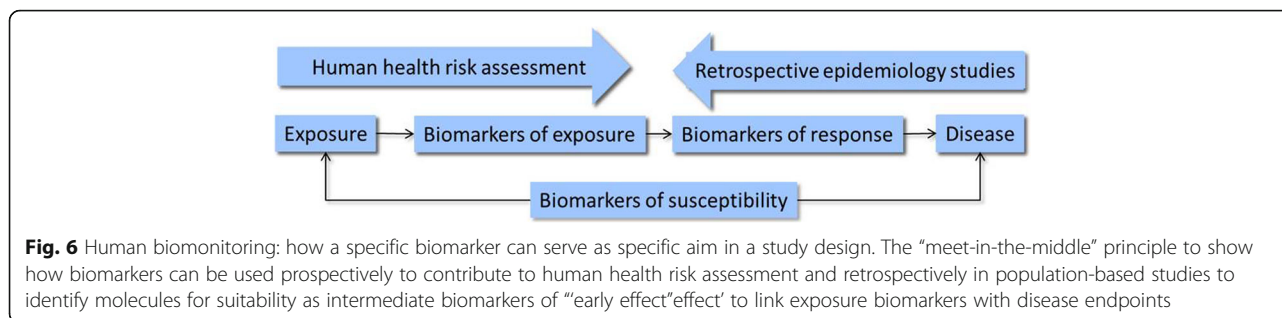 Human health risk assessment
Retrospective epidemiology studies
Exposure
Biomarkers of exposure
Biomarkers of response
Disease
Biomarkers of susceptibility
Fig. 6 Human biomonitoring: how a specific biomarker can serve as specific aim in a study design. The “meet-in-the-middle” principle to show
how biomarkers can be used prospectively to contribute to human health risk assessment and retrospectively in population-based studies to
identify molecules for suitability as intermediate biomarkers of “‘early effect”effect’ to link exposure biomarkers with disease endpoints